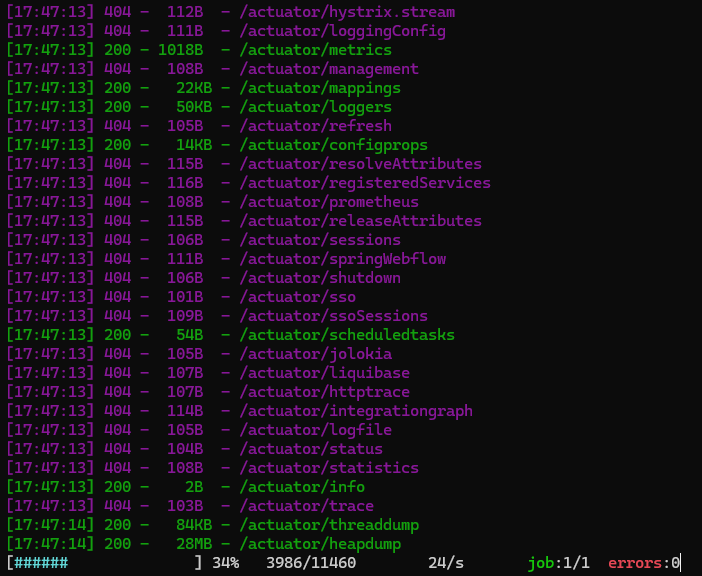 [17:47:13] 404 -  112B  - /actuator/hystrix.stream
[17:47:13] 404 -  111B  - /actuator/loggingConfig
[17:47:13] 200 - 1018B  - /actuator/metrics
[17:47:13] 404 -  108B  - /actuator/management
[17:47:13] 200 -   22KB - /actuator/mappings
[17:47:13] 200 -   50KB - /actuator/loggers
[17:47:13] 404 -  105B  - /actuator/refresh
[17:47:13] 200 -   14KB - /actuator/configprops
[17:47:13] 404 -  115B  - /actuator/resolveAttributes
[17:47:13] 404 -  116B  - /actuator/registeredServices
[17:47:13] 404 -  108B  - /actuator/prometheus
[17:47:13] 404 -  115B  - /actuator/releaseAttributes
[17:47:13] 404 -  106B  - /actuator/sessions
[17:47:13] 404 -  111B  - /actuator/springWebflow
[17:47:13] 404 -  106B  - /actuator/shutdown
[17:47:13] 404 -  101B  - /actuator/sso
[17:47:13] 404 -  109B  - /actuator/ssoSessions
[17:47:13] 200 -   54B  - /actuator/scheduledtasks
[17:47:13] 404 -  105B  - /actuator/jolokia
[17:47:13] 404 -  107B  - /actuator/liquibase
[17:47:13] 404 -  107B  - /actuator/httptrace
[17:47:13] 404 -  114B  - /actuator/integrationgraph
[17:47:13] 404 -  105B  - /actuator/logfile
[17:47:13] 404 -  104B  - /actuator/status
[17:47:13] 404 -  108B  - /actuator/statistics
[17:47:13] 200 -    2B  - /actuator/info
[17:47:13] 404 -  103B  - /actuator/trace
[17:47:14] 200 -   84KB - /actuator/threaddump
[17:47:14] 200 -   28MB - /actuator/heapdump
[######              ] 34%   3986/11460        24/s       job:1/1  errors:0